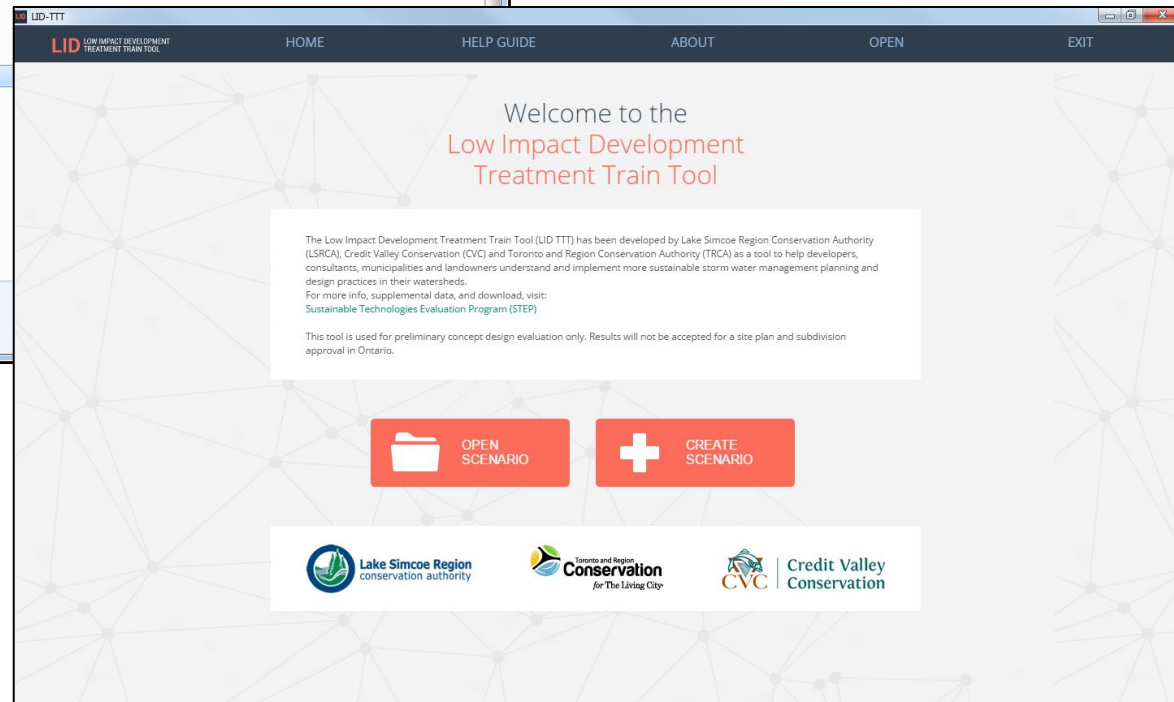 LID LID-TTT
LID LOW IMPACT DEVELOPMENT
TREATMENT TRAIN TOOL
HOME HELP GUIDE ABOUT OPEN EXIT
Welcome to the
Low Impact Development
Treatment Train Tool
The Low Impact Development Treatment Train Tool (LID TTT) has been developed by Lake Simcoe Region Conservation Authority
(LSRCA), Credit Valley Conservation (CVC) and Toronto and Region Conservation Authority (TRCA) as a tool to help developers,
consultants, municipalities and landowners understand and implement more sustainable storm water management planning and
design practices in their watersheds.
For more info, supplemental data, and download, visit:
Sustainable Technologies Evaluation Program (STEP)
This tool is used for preliminary concept design evaluation only. Results will not be accepted for a site plan and subdivision
approval in Ontario.
OPEN
SCENARIO
CREATE
SCENARIO
Lake Simcoe Region
conservation authority
Toronto and Region
Conservation
for The Living City·
CVC
Credit Valley
Conservation